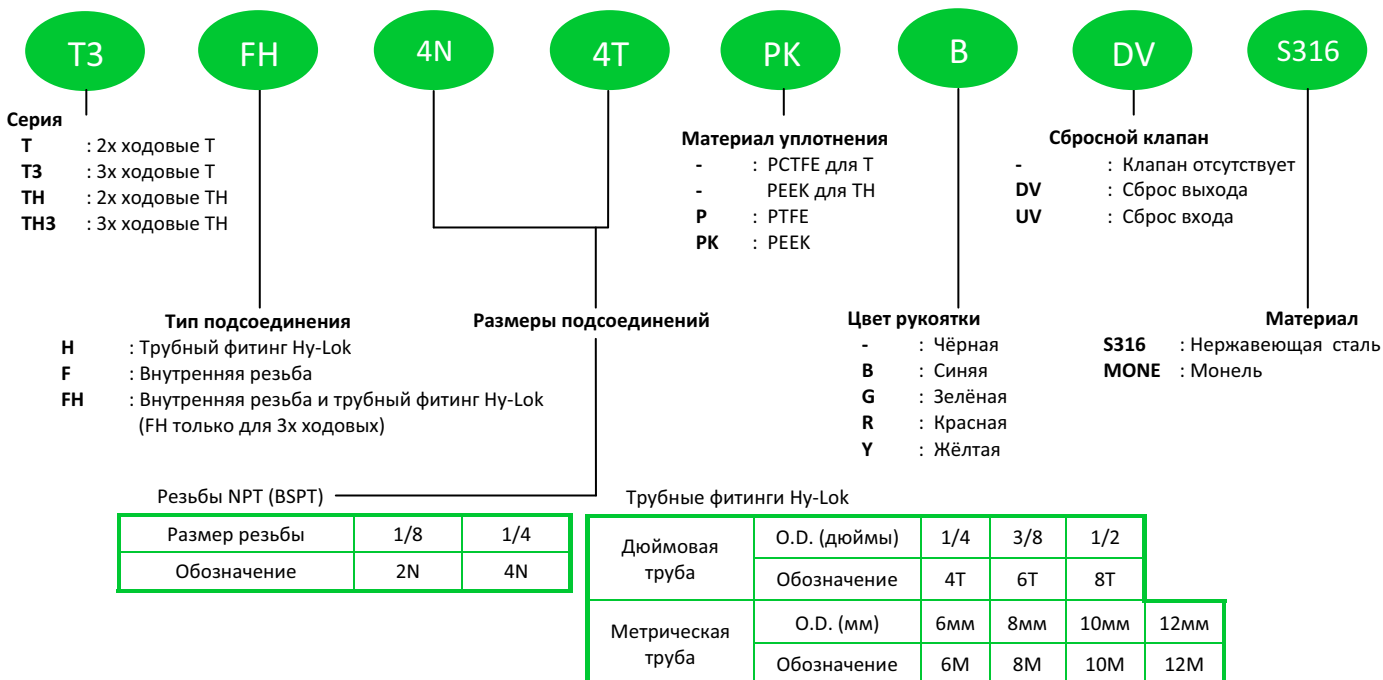 T3 FH 4N 4T PK B DV S316
Серия
T : 2х ходовые T
T3 : 3х ходовые T
TH : 2х ходовые TH
TH3 : 3х ходовые TH
Материал уплотнения
- : PCTFE для T
- PEEK для TH
P : PTFE
PK : PEEK
Сбросной клапан
- : Клапан отсутствует
DV : Сброс выхода
UV : Сброс входа
Тип подсоединения
H : Трубный фитинг Hy-Lok
F : Внутренняя резьба
FH : Внутренняя резьба и трубный фитинг Hy-Lok
(FH только для 3х ходовых)
Размеры подсоединений
Цвет рукоятки
- : Чёрная
B : Синяя
G : Зелёная
R : Красная
Y : Жёлтая
Материал
S316 : Нержавеющая сталь
MONE : Монель
Резьбы NPT (BSPT)
Размер резьбы 1/8 1/4
Обозначение 2N 4N
Трубные фитинги Hy-Lok
Дюймовая труба
O.D. (дюймы) 1/4 3/8 1/2
Обозначение 4T 6T 8T
Метрическая труба
O.D. (мм) 6мм 8мм 10мм 12мм
Обозначение 6M 8M 10M 12M